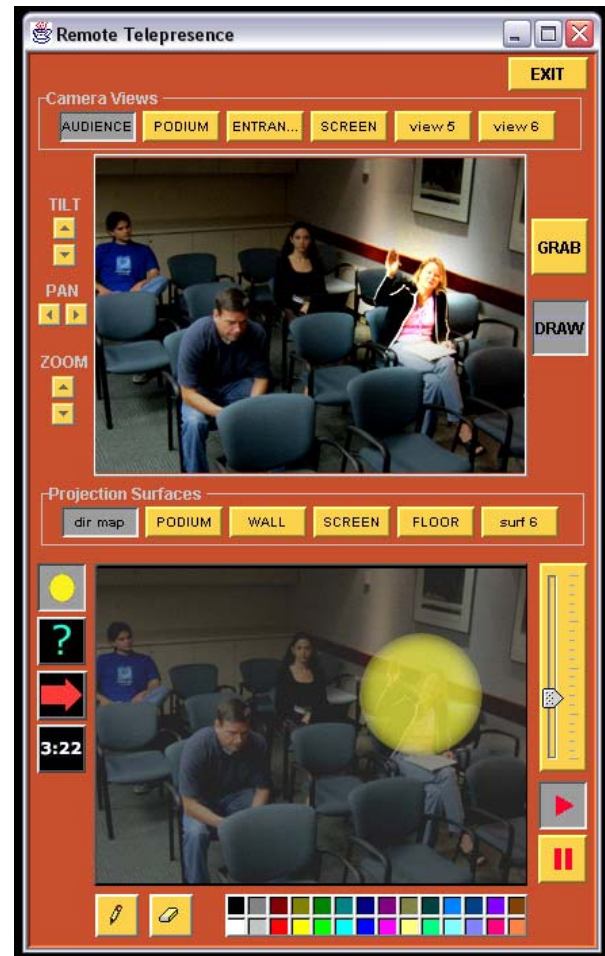 Remote Telepresence
EXIT
Camera Views
AUDIENCE PODIUM ENTRAN... SCREEN view 5 view 6
TILT
GRAB
PAN
DRAW
ZOOM
Projection Surfaces
dir map PODIUM WALL SCREEN FLOOR surf 6
?
3:22